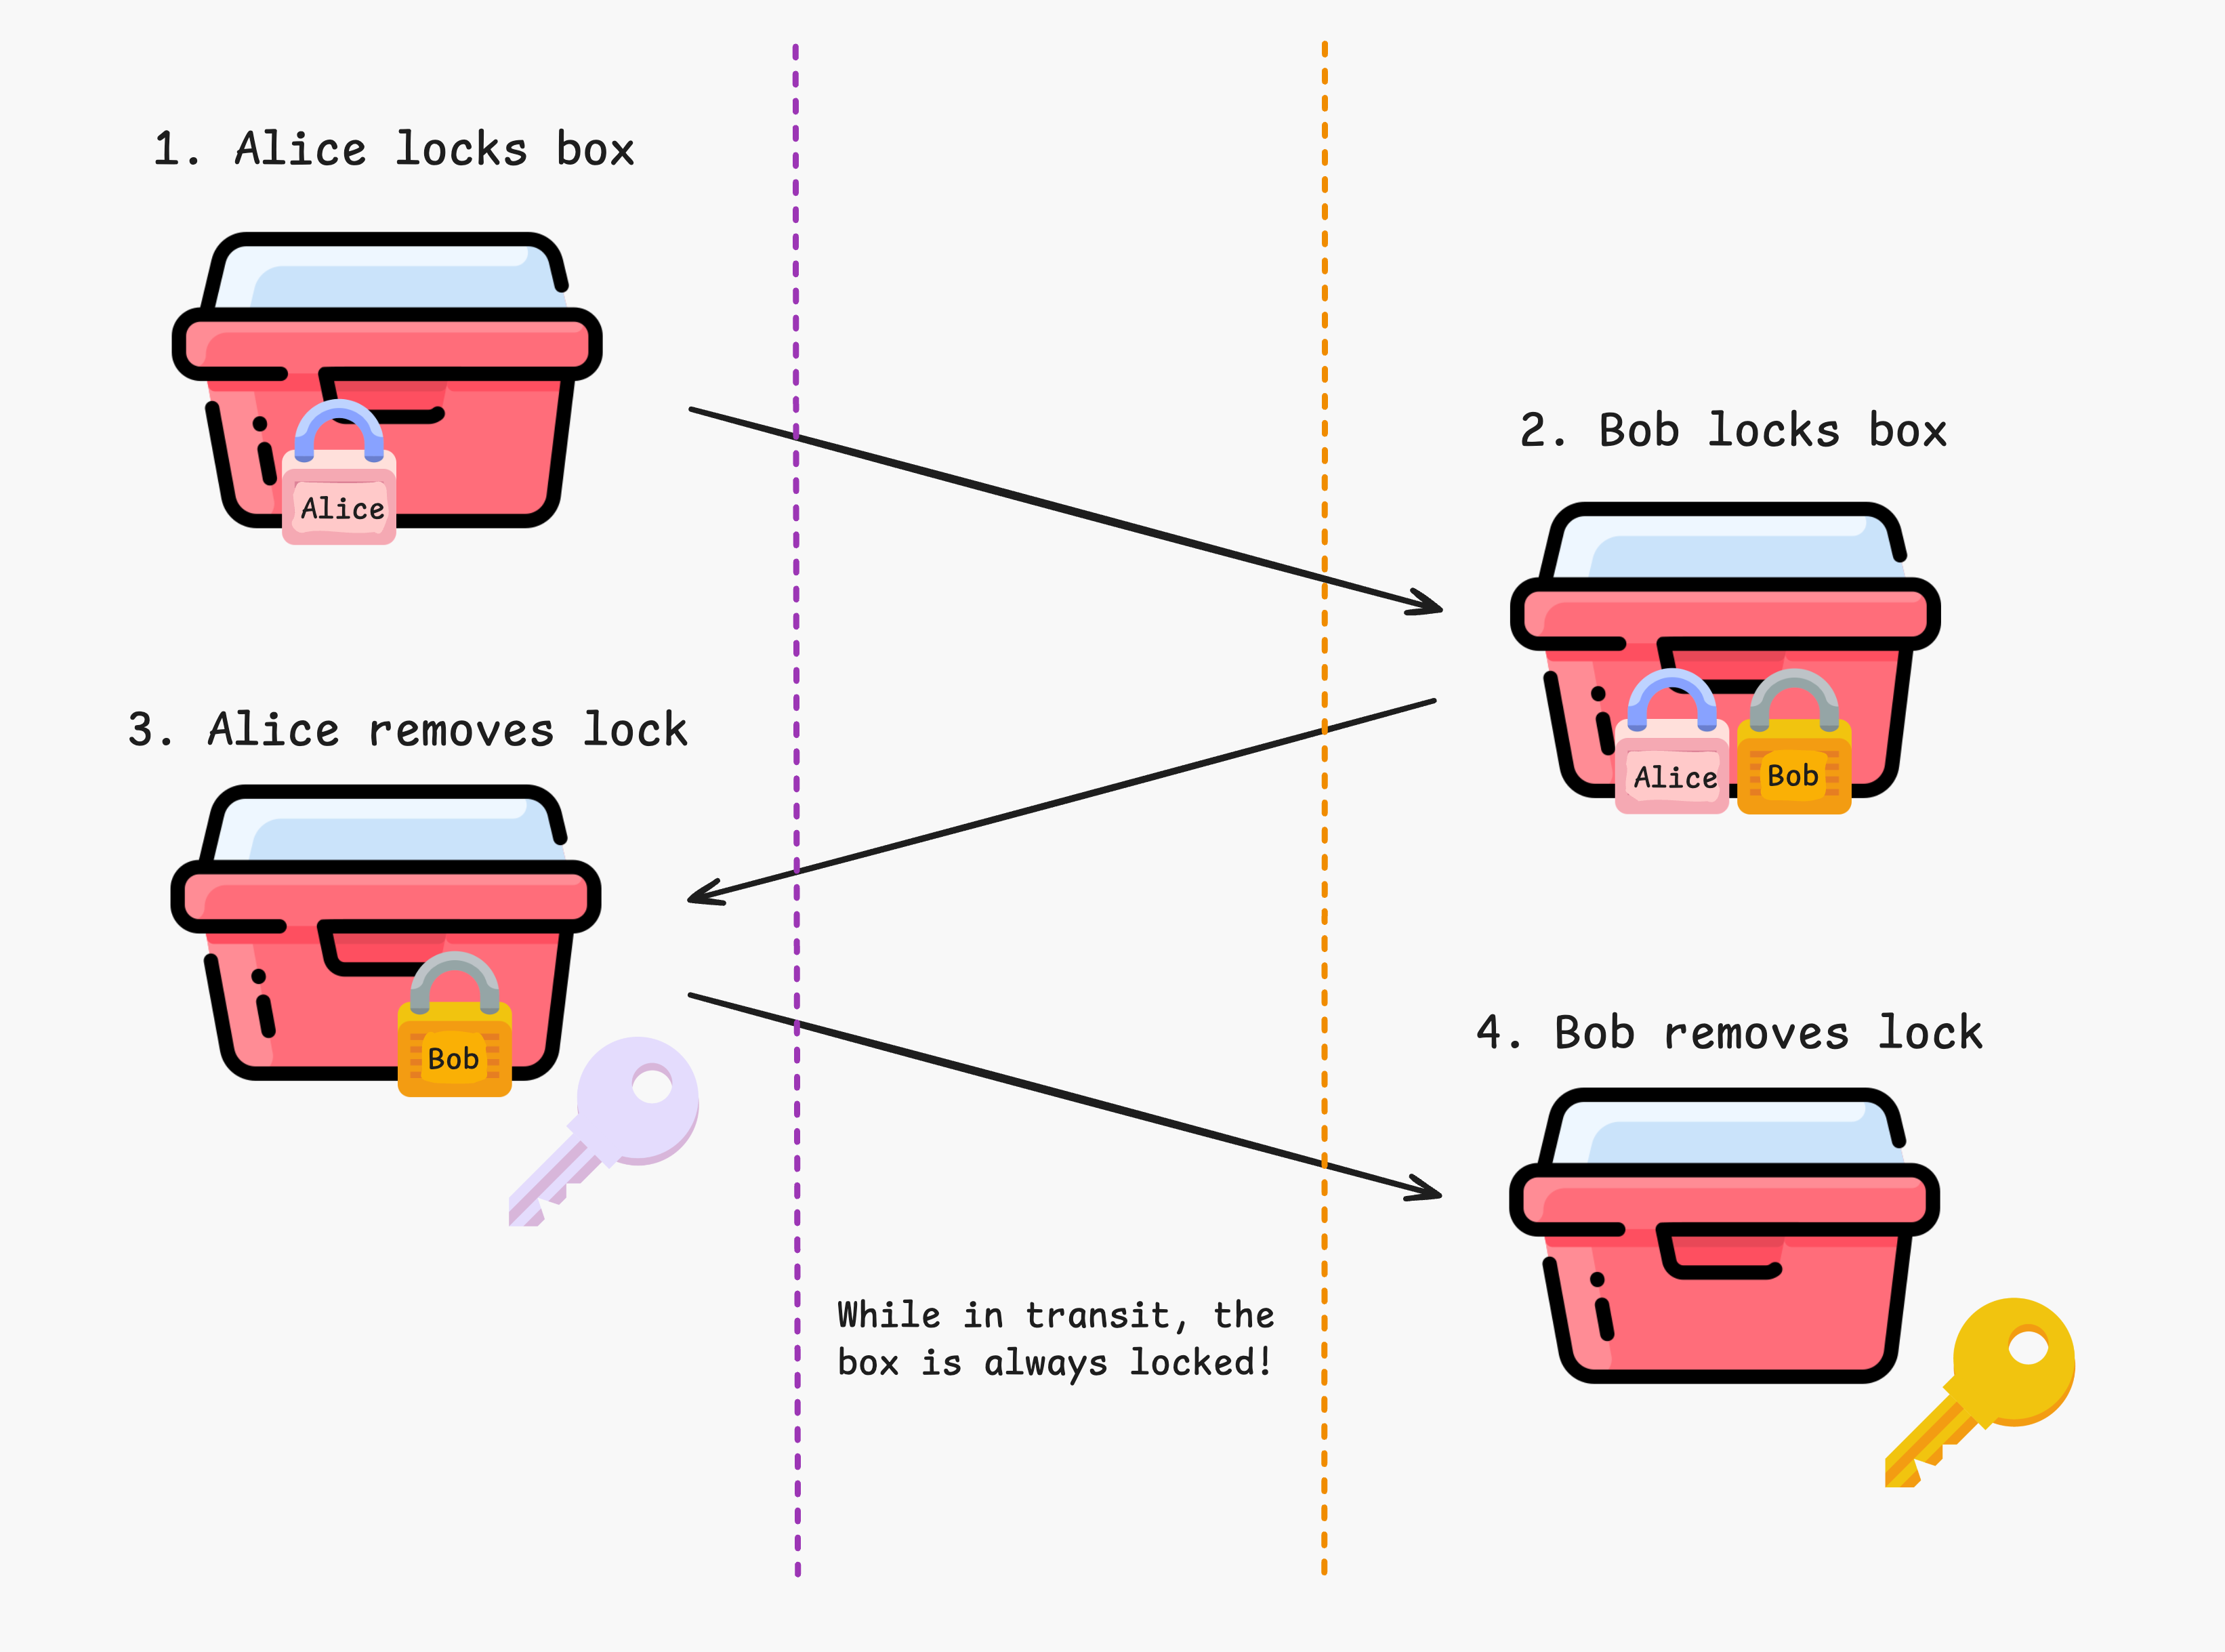 1. Alice locks box
Alice
2. Bob locks box
Alice
Bob
3. Alice removes lock
Bob
4. Bob removes lock
While in transit, the
box is always locked!